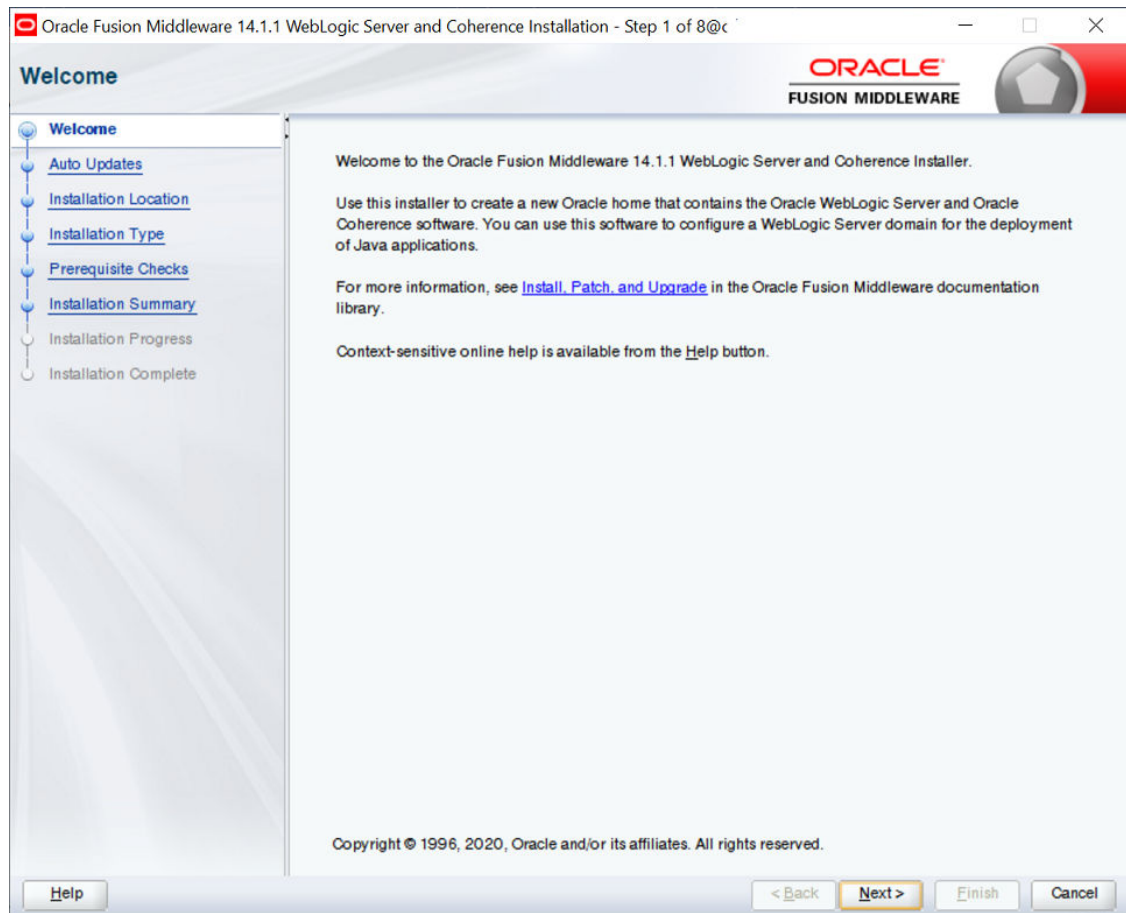 Oracle Fusion Middleware 14.1.1 WebLogic Server and Coherence Installation - Step 1 of 8@c
Welcome
ORACLE
FUSION MIDDLEWARE
Welcome
Auto Updates
Installation Location
Installation Type
Prerequisite Checks
Installation Summary
Installation Progress
Installation Complete
Welcome to the Oracle Fusion Middleware 14.1.1 WebLogic Server and Coherence Installer.
Use this installer to create a new Oracle home that contains the Oracle WebLogic Server and Oracle
Coherence software. You can use this software to configure a WebLogic Server domain for the deployment
of Java applications.
For more information, see Install, Patch, and Upgrade in the Oracle Fusion Middleware documentation
library.
Context-sensitive online help is available from the Help button.
Copyright © 1996, 2020, Oracle and/or its affiliates. All rights reserved.
Help
< Back
Next >
Finish
Cancel